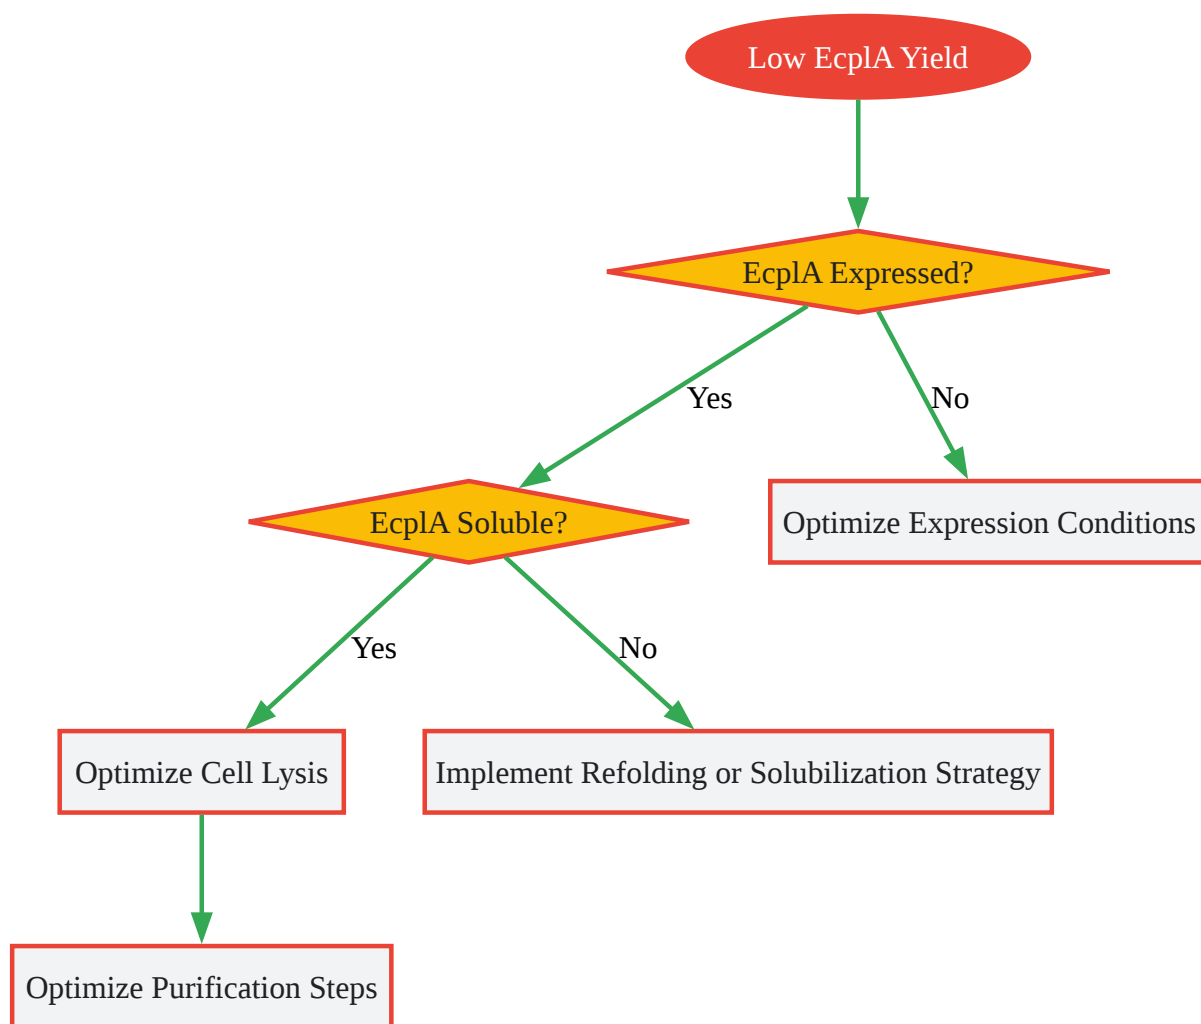 Low EcplA Yield
EcplA Expressed?
Yes
No
EcplA Soluble?
Optimize Expression Conditions
Yes
No
Optimize Cell Lysis
Implement Refolding or Solubilization Strategy
Optimize Purification Steps